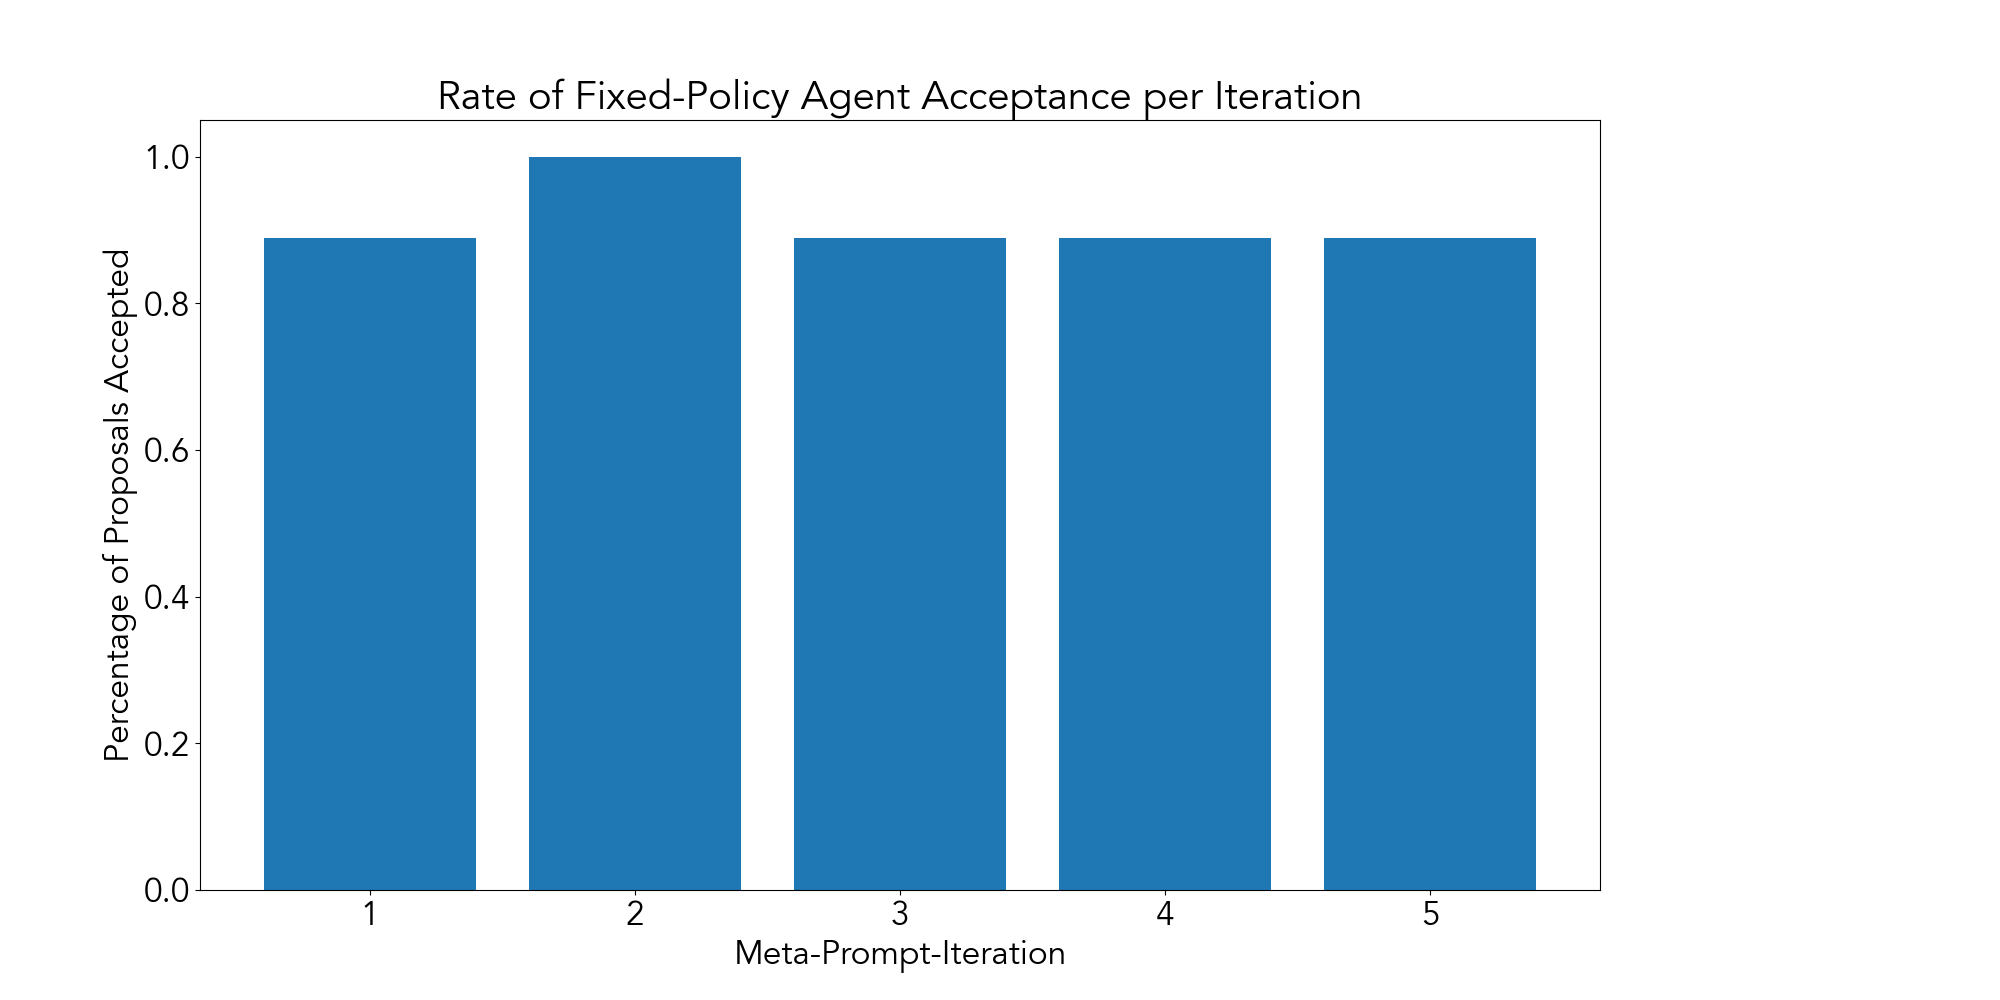 Rate of Fixed-Policy Agent Acceptance per Iteration
Percentage of Proposals Accepted
1.0
0.8
0.6
0.4
0.2
0.0
1 2 3 4 5
Meta-Prompt-Iteration